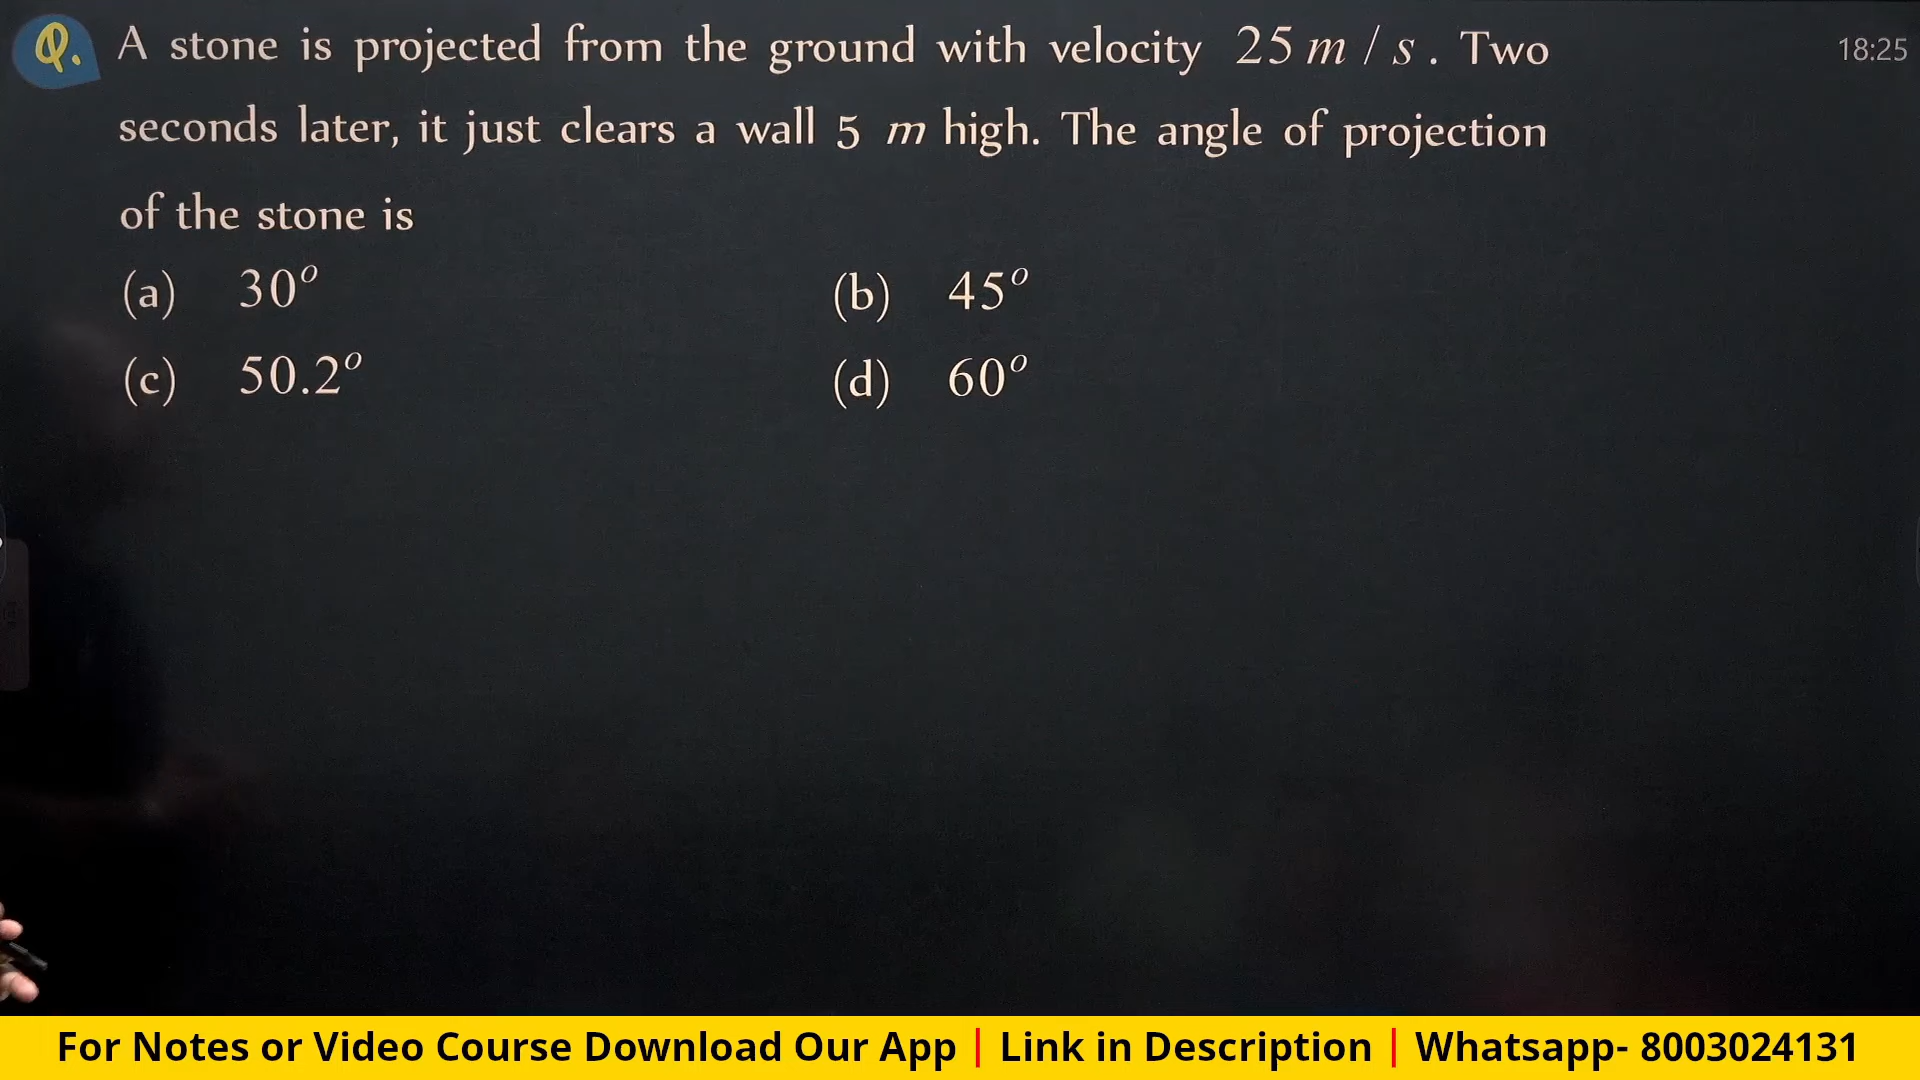 Q. A stone is projected from the ground with velocity 25 m / s . Two
18:25
seconds later, it just clears a wall 5 m high. The angle of projection
of the stone is
(a) 30° (b) 45°
(c) 50.2° (d) 60°
For Notes or Video Course Download Our App | Link in Description | Whatsapp- 8003024131